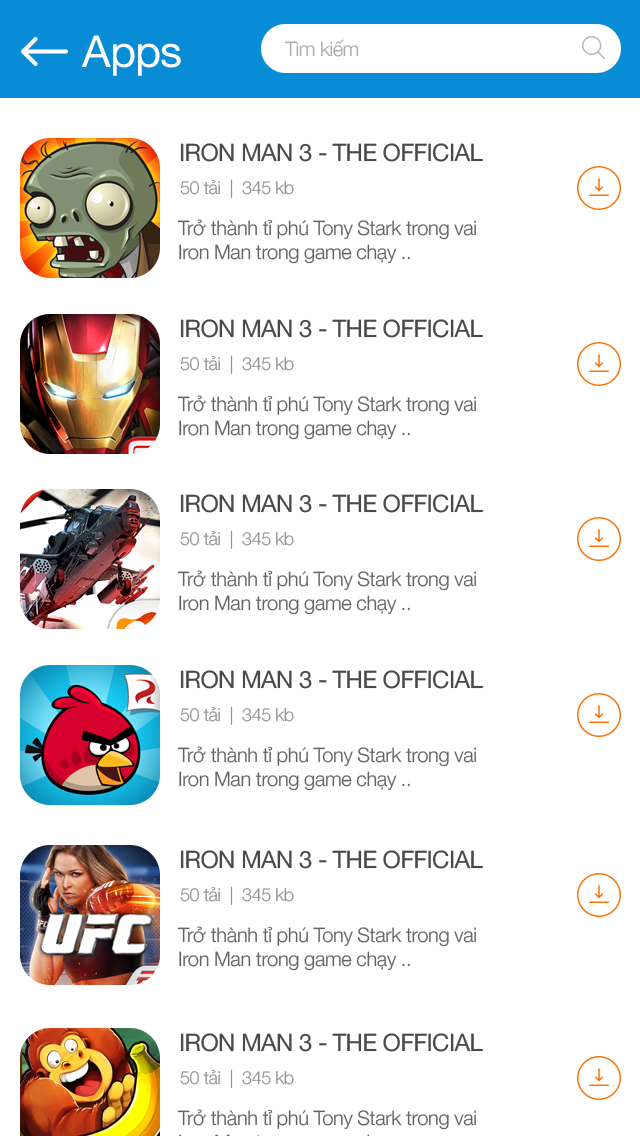 Apps
Tìm kiếm
IRON MAN 3 - THE OFFICIAL
50 tải | 345 kb
Trở thành tỉ phú Tony Stark trong vai
Iron Man trong game chạy ..
IRON MAN 3 - THE OFFICIAL
50 tải | 345 kb
Trở thành tỉ phú Tony Stark trong vai
Iron Man trong game chạy ..
IRON MAN 3 - THE OFFICIAL
50 tải | 345 kb
Trở thành tỉ phú Tony Stark trong vai
Iron Man trong game chạy ..
IRON MAN 3 - THE OFFICIAL
50 tải | 345 kb
Trở thành tỉ phú Tony Stark trong vai
Iron Man trong game chạy ..
UFC
IRON MAN 3 - THE OFFICIAL
50 tải | 345 kb
Trở thành tỉ phú Tony Stark trong vai
Iron Man trong game chạy ..
IRON MAN 3 - THE OFFICIAL
50 tải | 345 kb
Trở thành tỉ phú Tony Stark trong vai